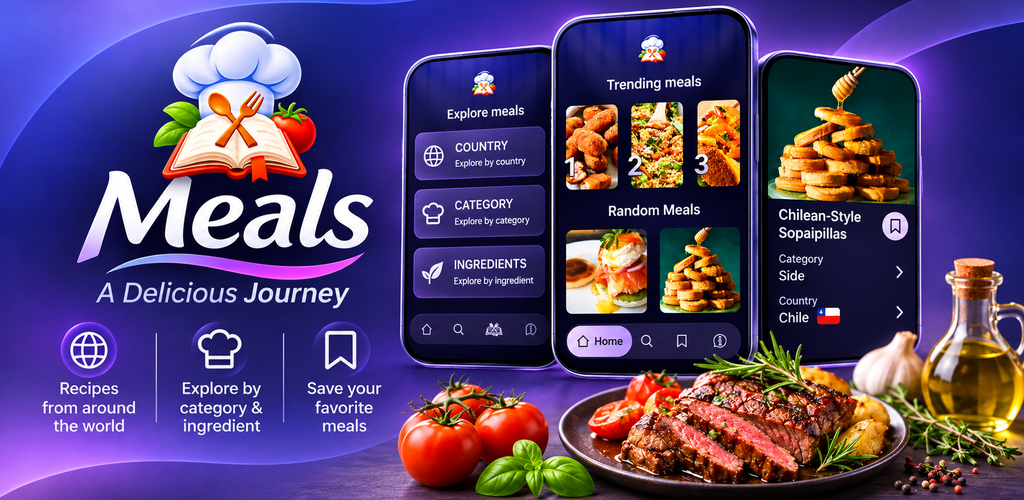 Meals
A Delicious Journey
Recipes
from around
the world
Explore by
category &
ingredient
Save your
favorite
meals
Explore meals
COUNTRY
Explore by country
CATEGORY
Explore by category
INGREDIENTS
Explore by ingredient
Trending meals
1
2
3
Random Meals
Home
Chilean-Style
Sopaipillas
Category
Side
Country
Chile